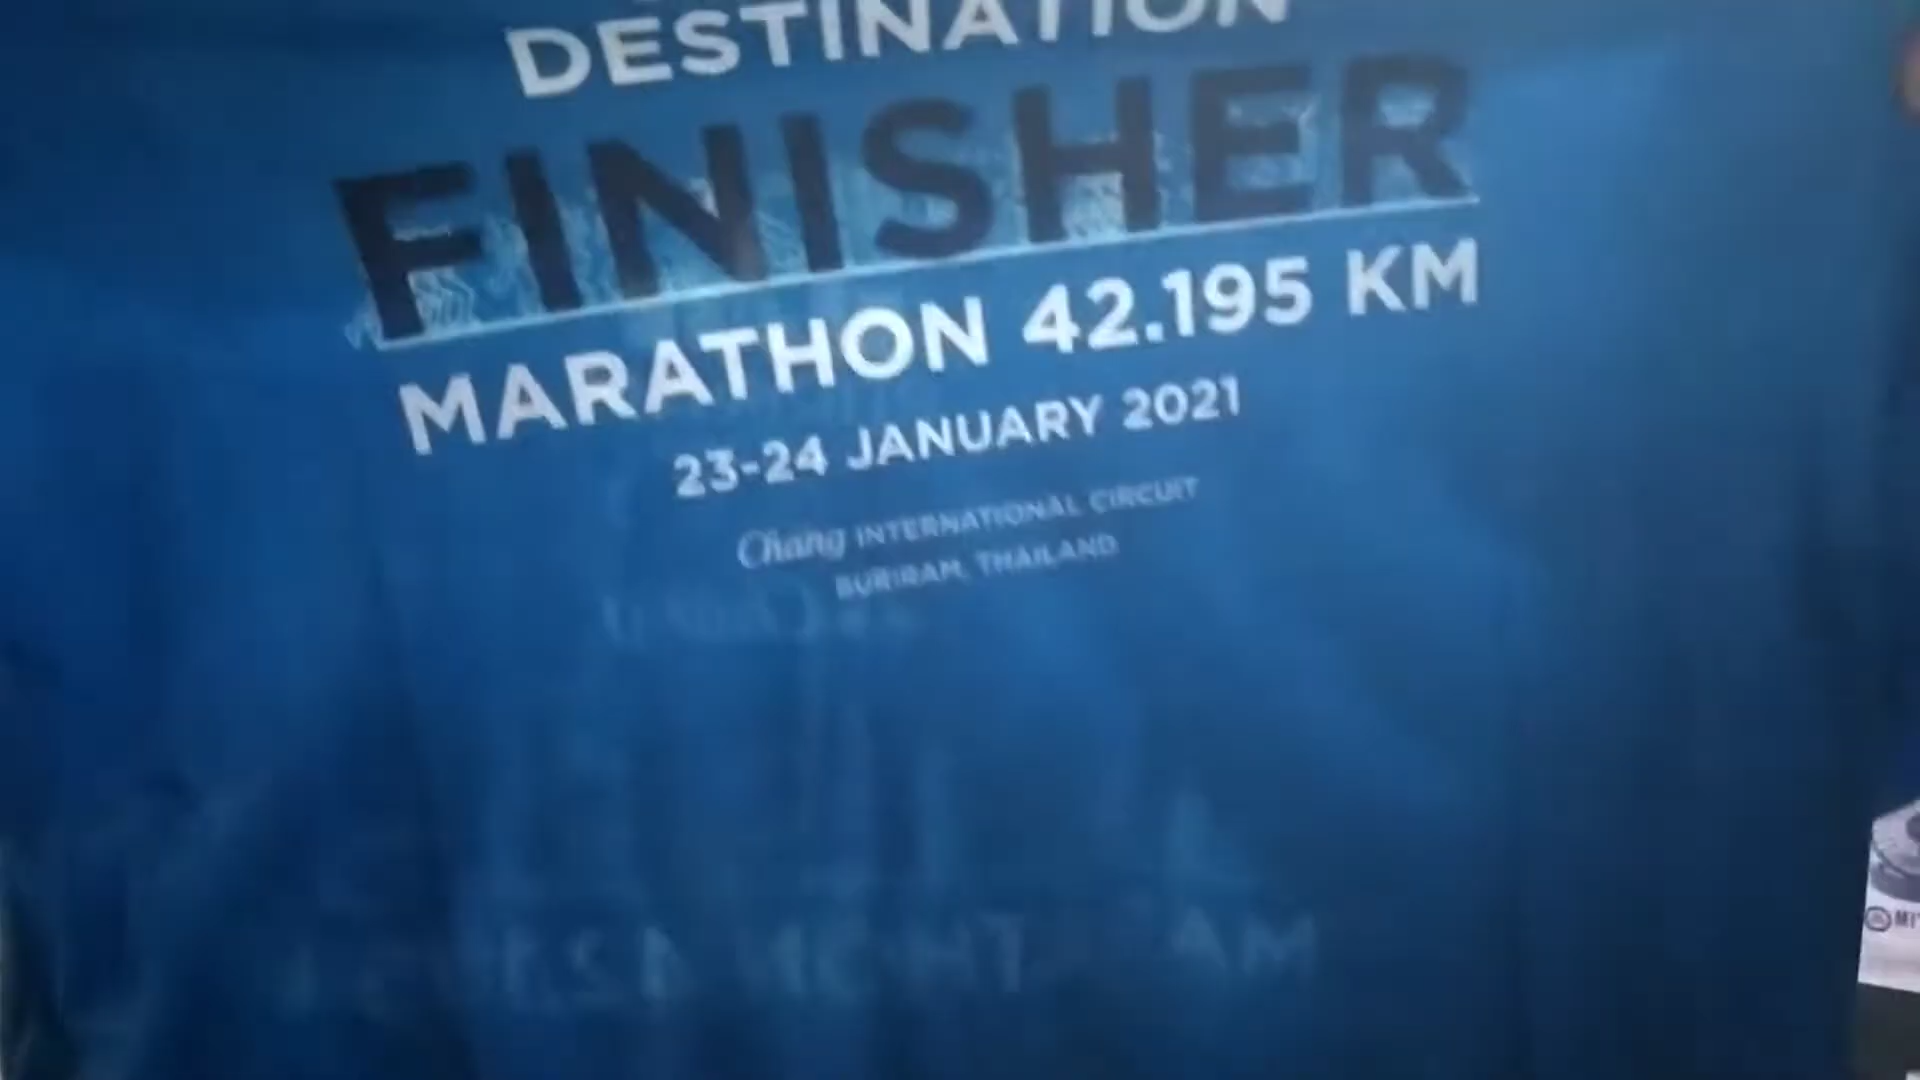 DESTINATION
FINISHER
MARATHON 42.195 KM
23-24 JANUARY 2021
Chang INTERNATIONAL CIRCUIT
BURIRAM, THAILAND